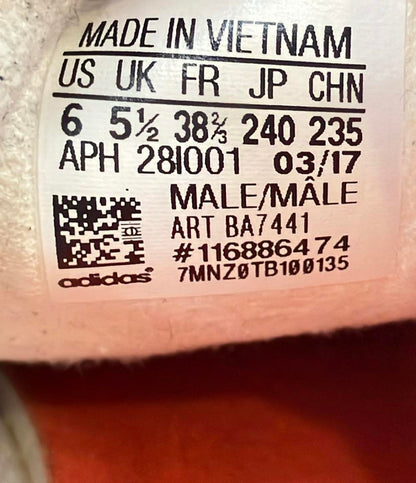 MADE IN VIETNAM
US UK FR JP CHN
6 5½ 38⅔ 240 235
APH 28I001 03/17
MALE/MÂLE
ART BA7441
#116886474
adidas® 7MNZ0TB100135